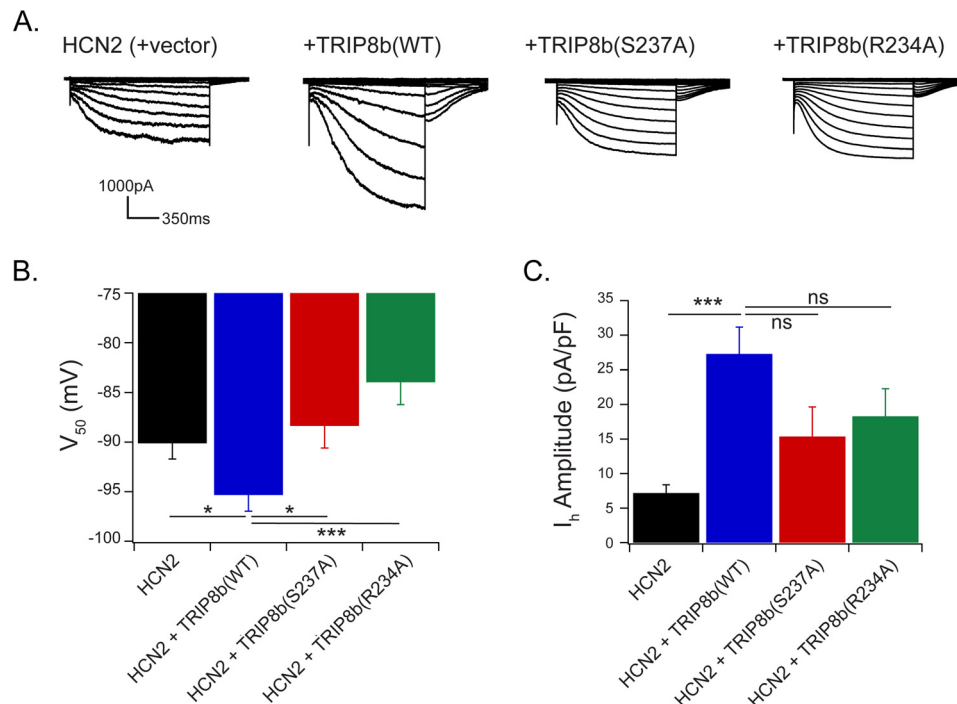 A.
HCN2 (+vector)
+TRIP8b(WT)
+TRIP8b(S237A)
+TRIP8b(R234A)
1000pA
350ms
B.
V50 (mV)
-75
-80
-85
-90
-95
-100
*
*
***
HCN2
HCN2 + TRIP8b(WT)
HCN2 + TRIP8b(S237A)
HCN2 + TRIP8b(R234A)
C.
Ih Amplitude (pA/pF)
35
30
25
20
15
10
5
0
***
ns
ns
HCN2
HCN2 + TRIP8b(WT)
HCN2 + TRIP8b(S237A)
HCN2 + TRIP8b(R234A)